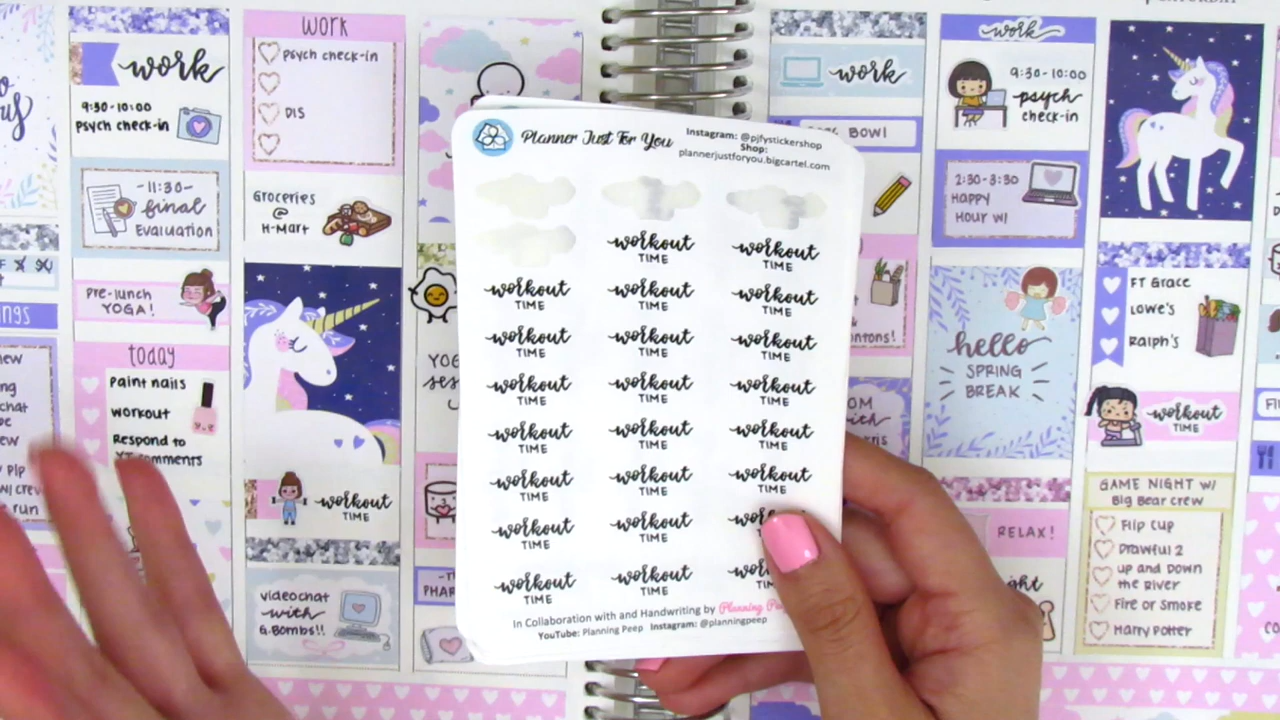 work
9:30-10:00
psych check-in
-11:30-
final
Evaluation
Pre-lunch
YOGA!
today
Paint nails
workout
Respond to
YT comments
WORK
Psych check-in
DIS
Groceries
@
H-Mart
workout
TIME
videochat
with
G.Bombs!!
Planner Just For You
Instagram: @pjfystickershop
Shop:
plannerjustforyou.bigcartel.com
workout workout
TIME TIME
workout workout workout
TIME TIME TIME
workout workout workout
TIME TIME TIME
workout workout workout
TIME TIME TIME
workout workout workout
TIME TIME TIME
workout workout workout
TIME TIME TIME
workout workout
TIME TIME
workout workout
TIME TIME
In Collaboration with and Handwriting by Planning
YouTube: Planning Peep Instagram: @planningpeep
work
BOWL
work
9:30-10:00
psych
check-in
2:30-3:30
Happy
Hour w/
hello
SPRING
BREAK
RELAX!
FT Grace
Lowe's
Ralph's
workout
TIME
GAME NIGHT W/
Big Bear crew
Flip Cup
Drawful 2
up and Down
the River
Fire or Smoke
Harry Potter